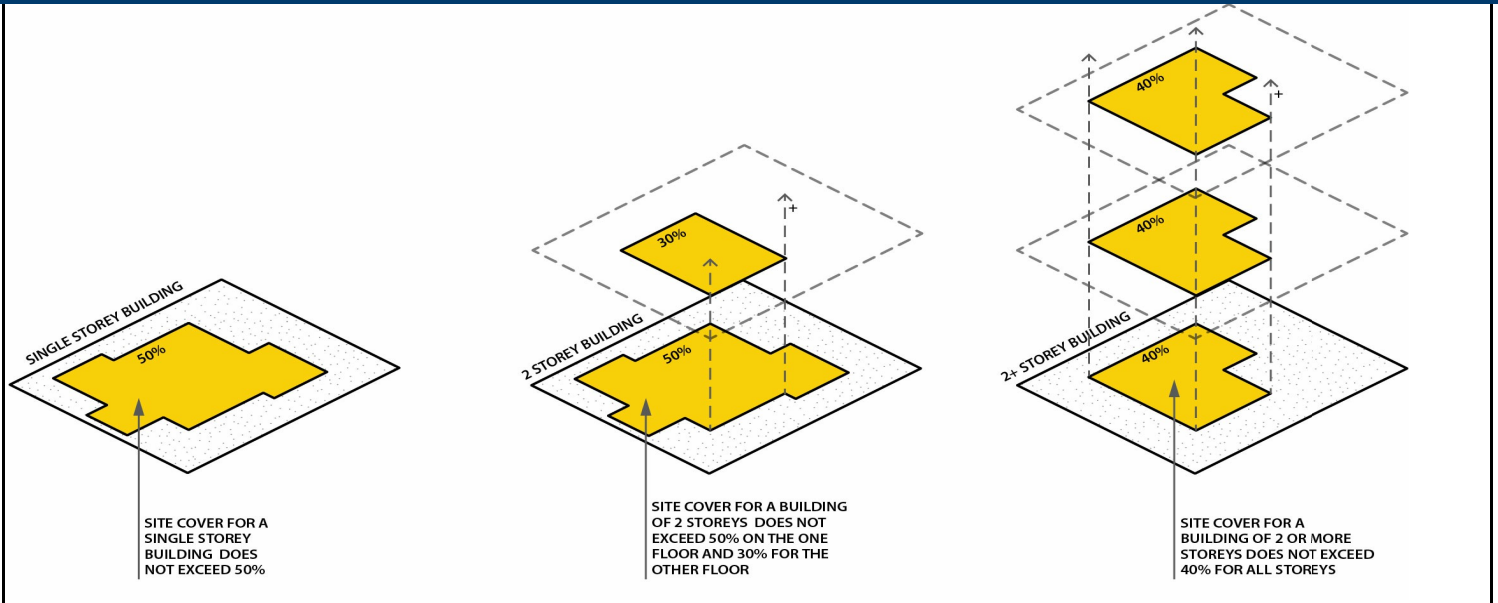 SINGLE STOREY BUILDING
50%
SITE COVER FOR A
SINGLE STOREY
BUILDING DOES
NOT EXCEED 50%
2 STOREY BUILDING
30%
+
50%
SITE COVER FOR A BUILDING
OF 2 STOREYS DOES NOT
EXCEED 50% ON THE ONE
FLOOR AND 30% FOR THE
OTHER FLOOR
2+ STOREY BUILDING
40%
+
40%
40%
SITE COVER FOR A
BUILDING OF 2 OR MORE
STOREYS DOES NOT EXCEED
40% FOR ALL STOREYS